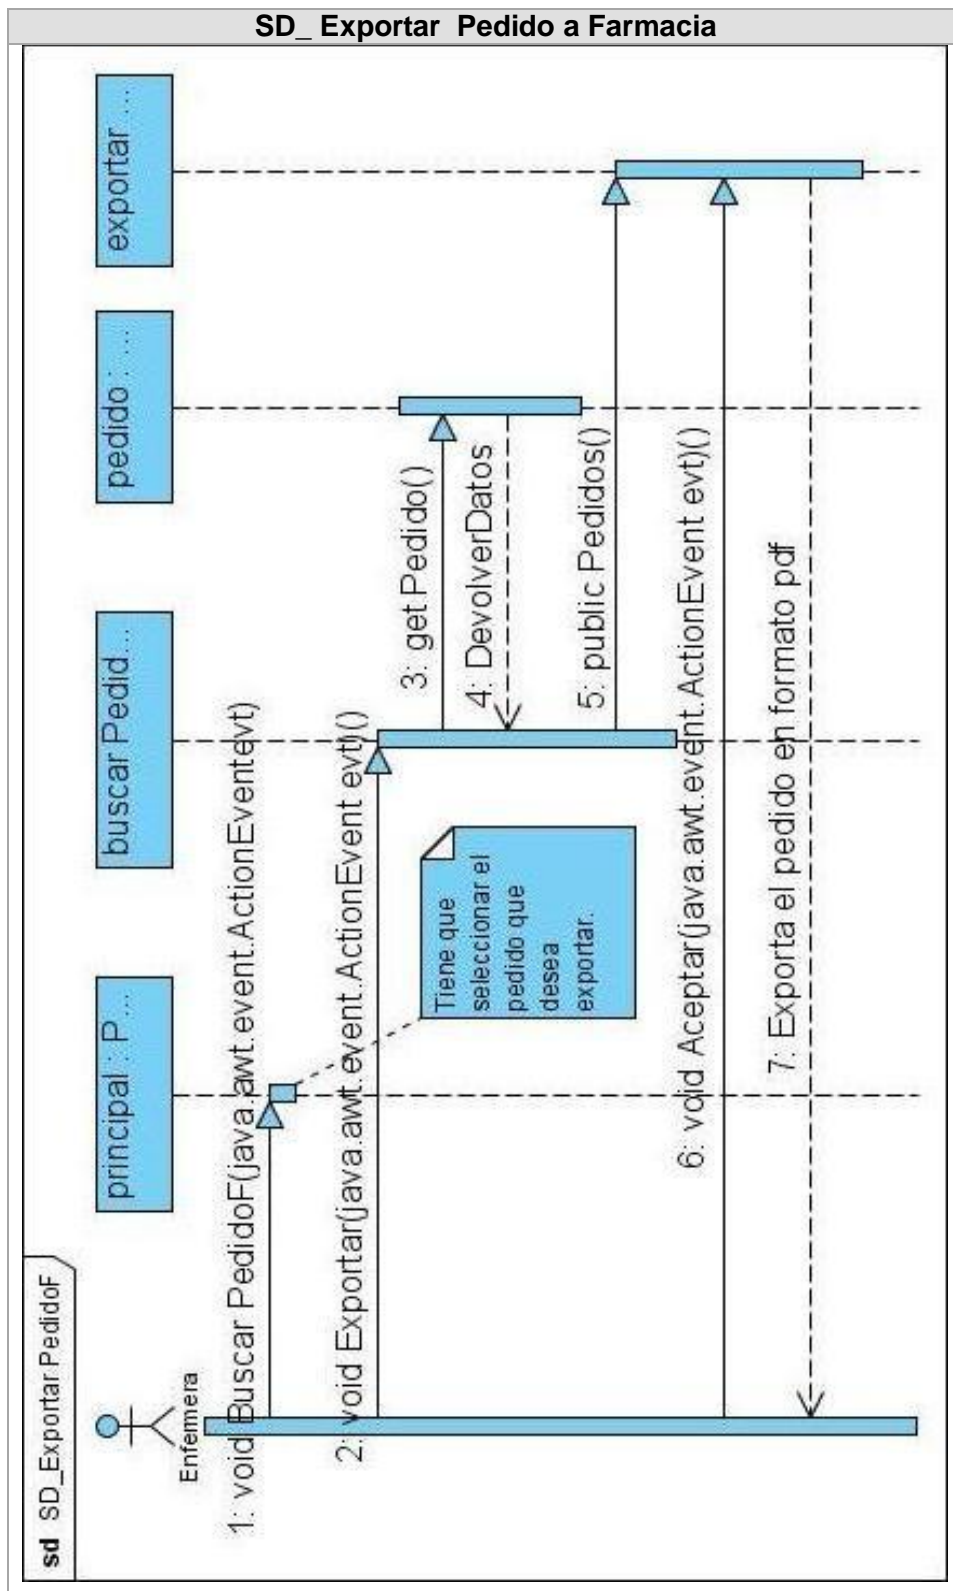 SD_ Exportar Pedido a Farmacia
sd SD_Exportar PedidoF
Enfermera
principal : P...
buscar Pedid...
pedido : ...
exportar ...
1: void Buscar PedidoF(java.awt.event.ActionEventevt)
2: void Exportar(java.awt.event.ActionEvent evt)()
Tiene que
seleccionar el
pedido que
desea
exportar.
3: get Pedido()
4: DevolverDatos
5: public Pedidos()
6: void Aceptar(java.awt.event.ActionEvent evt)()
7: Exporta el pedido en formato pdf